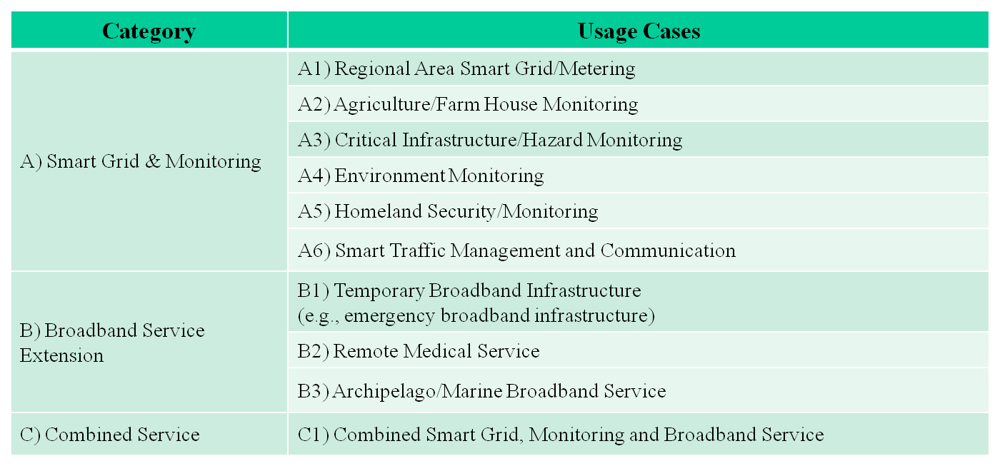 Category
Usage Cases
A) Smart Grid & Monitoring
A1) Regional Area Smart Grid/Metering
A2) Agriculture/Farm House Monitoring
A3) Critical Infrastructure/Hazard Monitoring
A4) Environment Monitoring
A5) Homeland Security/Monitoring
A6) Smart Traffic Management and Communication
B) Broadband Service
Extension
B1) Temporary Broadband Infrastructure
(e.g., emergency broadband infrastructure)
B2) Remote Medical Service
B3) Archipelago/Marine Broadband Service
C) Combined Service
C1) Combined Smart Grid, Monitoring and Broadband Service